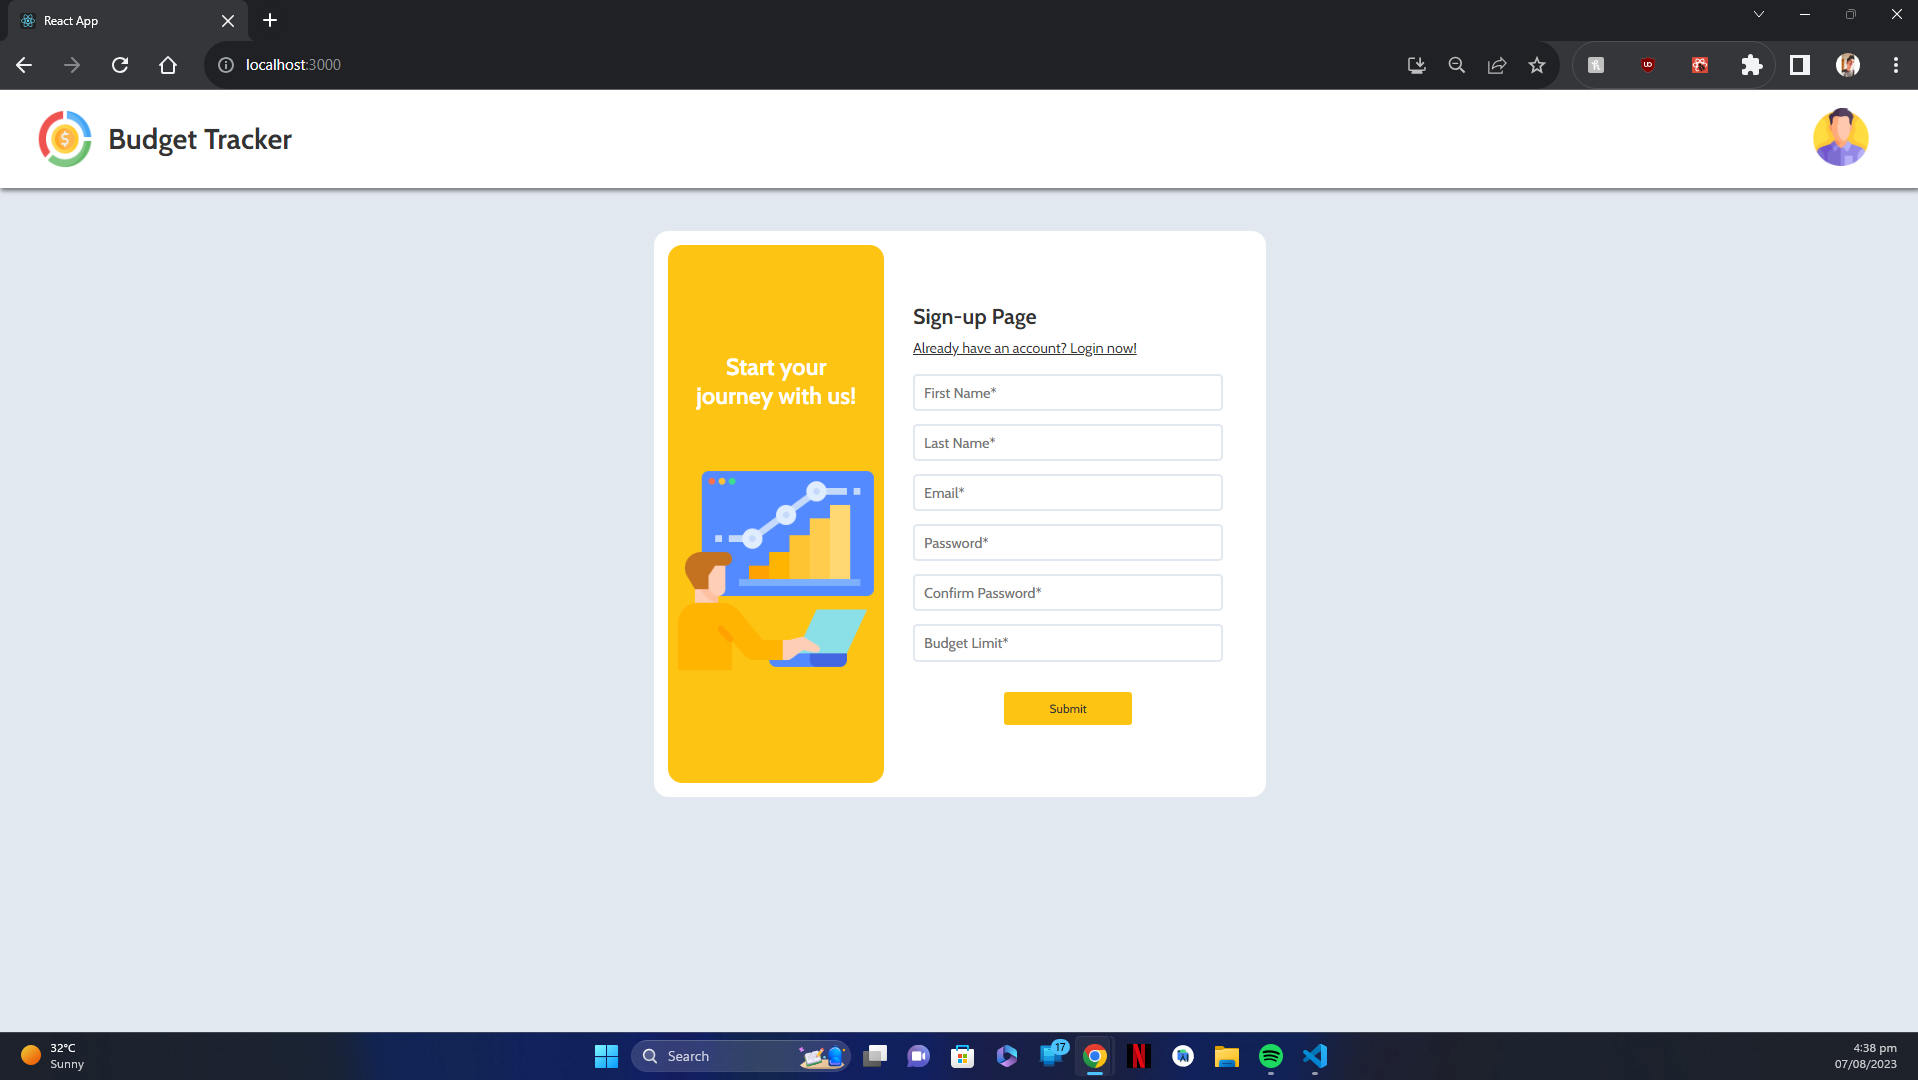 React App
localhost:3000
Budget Tracker
Start your
journey with us!
Sign-up Page
Already have an account? Login now!
First Name*
Last Name*
Email*
Password*
Confirm Password*
Budget Limit*
Submit
32°C
Sunny
Search
17
4:38 pm
07/08/2023